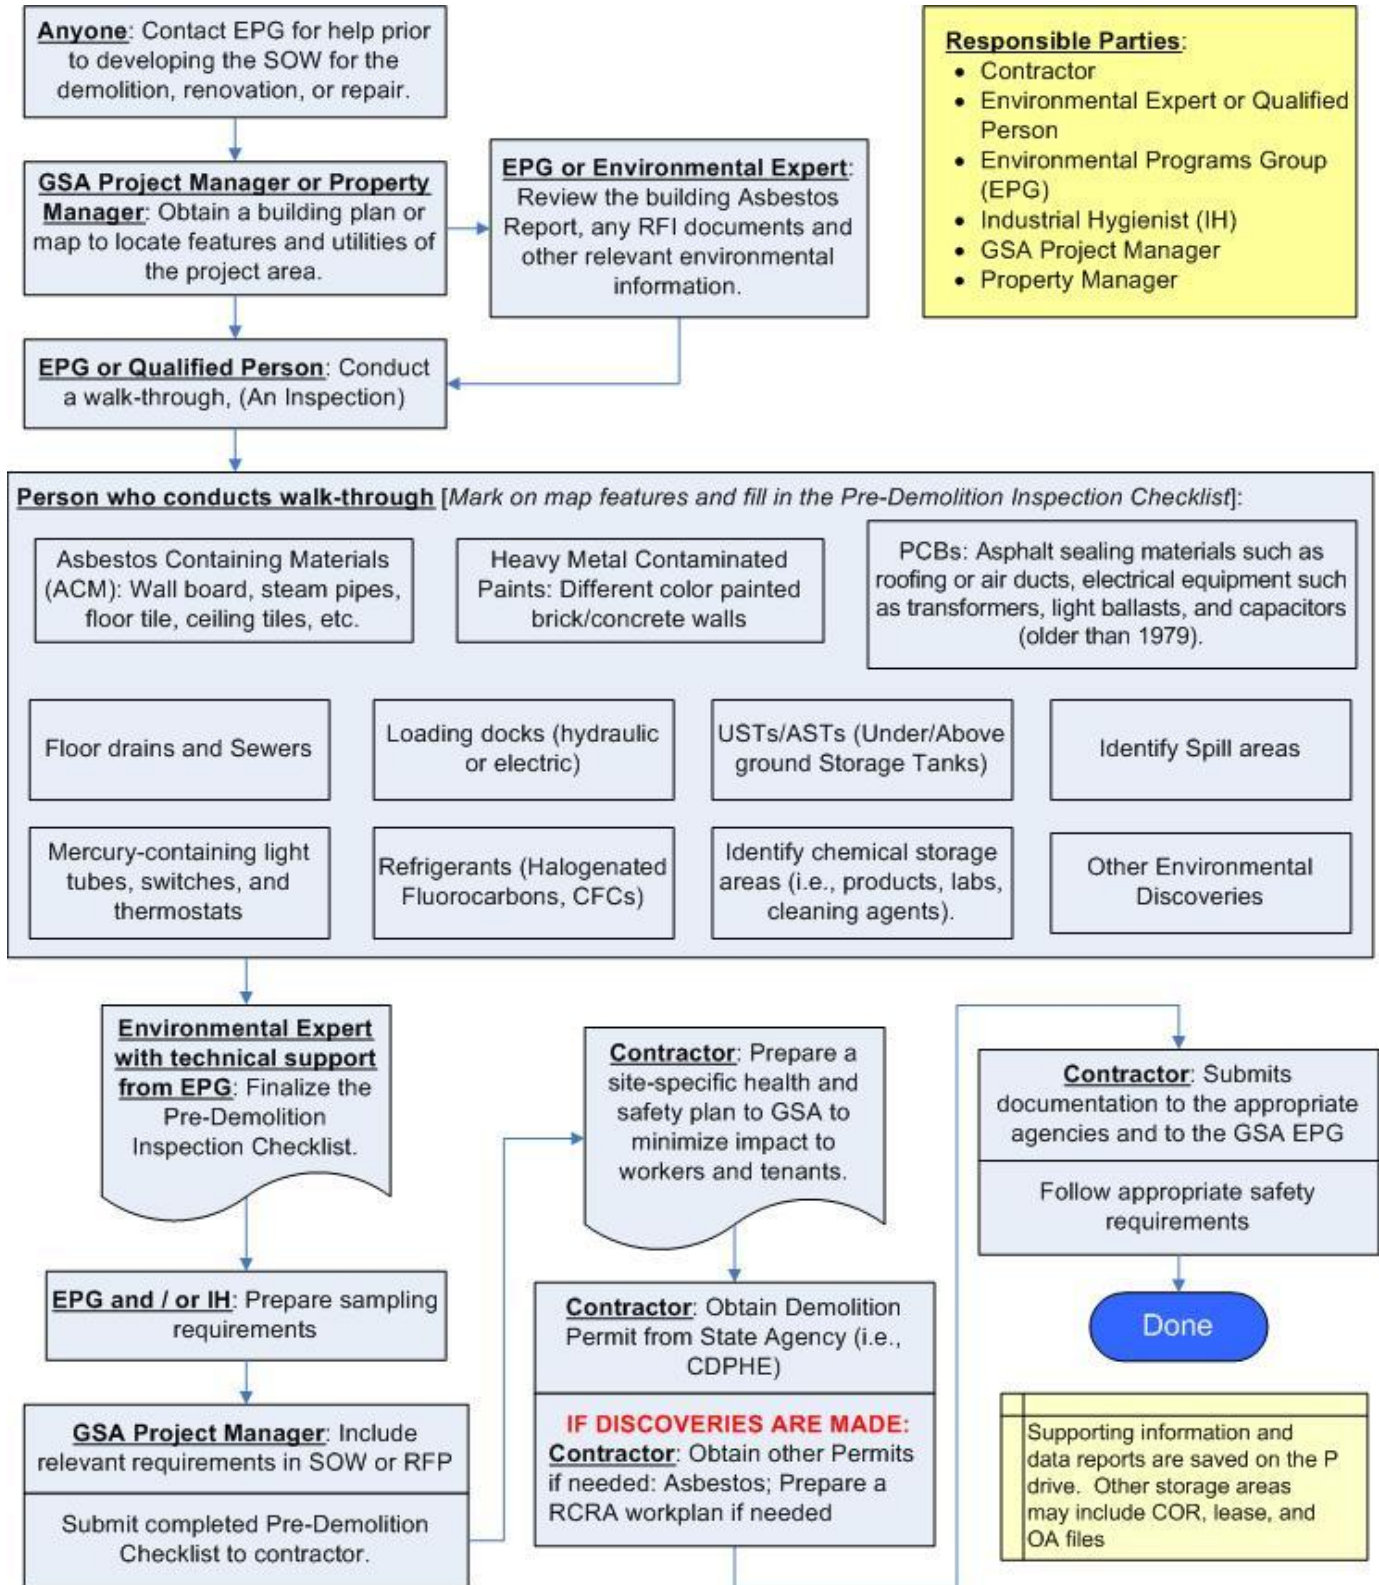 Anyone: Contact EPG for help prior
to developing the SOW for the
demolition, renovation, or repair.
Responsible Parties:
• Contractor
• Environmental Expert or Qualified
Person
• Environmental Programs Group
(EPG)
• Industrial Hygienist (IH)
• GSA Project Manager
• Property Manager
GSA Project Manager or Property
Manager: Obtain a building plan or
map to locate features and utilities of
the project area.
EPG or Environmental Expert:
Review the building Asbestos
Report, any RFI documents and
other relevant environmental
information.
EPG or Qualified Person: Conduct
a walk-through, (An Inspection)
Person who conducts walk-through [Mark on map features and fill in the Pre-Demolition Inspection Checklist]:
Asbestos Containing Materials
(ACM): Wall board, steam pipes,
floor tile, ceiling tiles, etc.
Heavy Metal Contaminated
Paints: Different color painted
brick/concrete walls
PCBs: Asphalt sealing materials such as
roofing or air ducts, electrical equipment such
as transformers, light ballasts, and capacitors
(older than 1979).
Floor drains and Sewers
Loading docks (hydraulic
or electric)
USTs/ASTs (Under/Above
ground Storage Tanks)
Identify Spill areas
Mercury-containing light
tubes, switches, and
thermostats
Refrigerants (Halogenated
Fluorocarbons, CFCs)
Identify chemical storage
areas (i.e., products, labs,
cleaning agents).
Other Environmental
Discoveries
Environmental Expert
with technical support
from EPG: Finalize the
Pre-Demolition
Inspection Checklist.
EPG and / or IH: Prepare sampling
requirements
GSA Project Manager: Include
relevant requirements in SOW or RFP
Submit completed Pre-Demolition
Checklist to contractor.
Contractor: Prepare a
site-specific health and
safety plan to GSA to
minimize impact to
workers and tenants.
Contractor: Obtain Demolition
Permit from State Agency (i.e.,
CDPHE)
IF DISCOVERIES ARE MADE:
Contractor: Obtain other Permits
if needed: Asbestos; Prepare a
RCRA workplan if needed
Contractor: Submits
documentation to the appropriate
agencies and to the GSA EPG
Follow appropriate safety
requirements
Done
Supporting information and
data reports are saved on the P
drive. Other storage areas
may include COR, lease, and
OA files